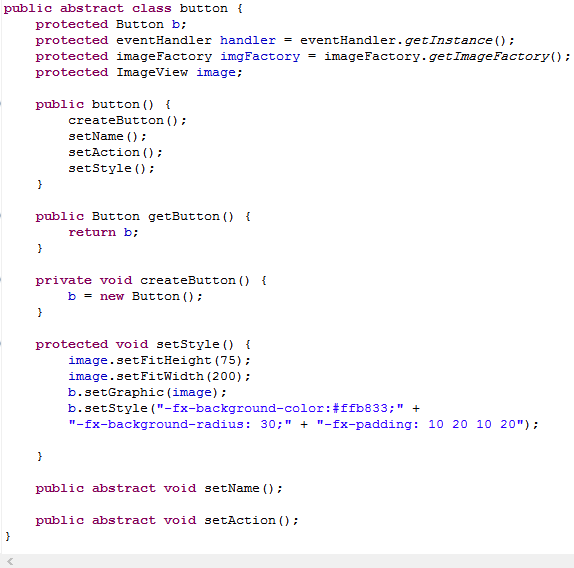 public abstract class button {
    protected Button b;
    protected eventHandler handler = eventHandler.getInstance();
    protected imageFactory imgFactory = imageFactory.getImageFactory();
    protected ImageView image;

    public button() {
        createButton();
        setName();
        setAction();
        setStyle();
    }

    public Button getButton() {
        return b;
    }

    private void createButton() {
        b = new Button();
    }

    protected void setStyle() {
        image.setFitHeight(75);
        image.setFitWidth(200);
        b.setGraphic(image);
        b.setStyle("-fx-background-color:#ffb833;" +
        "-fx-background-radius: 30;" + "-fx-padding: 10 20 10 20");

    }

    public abstract void setName();

    public abstract void setAction();
}